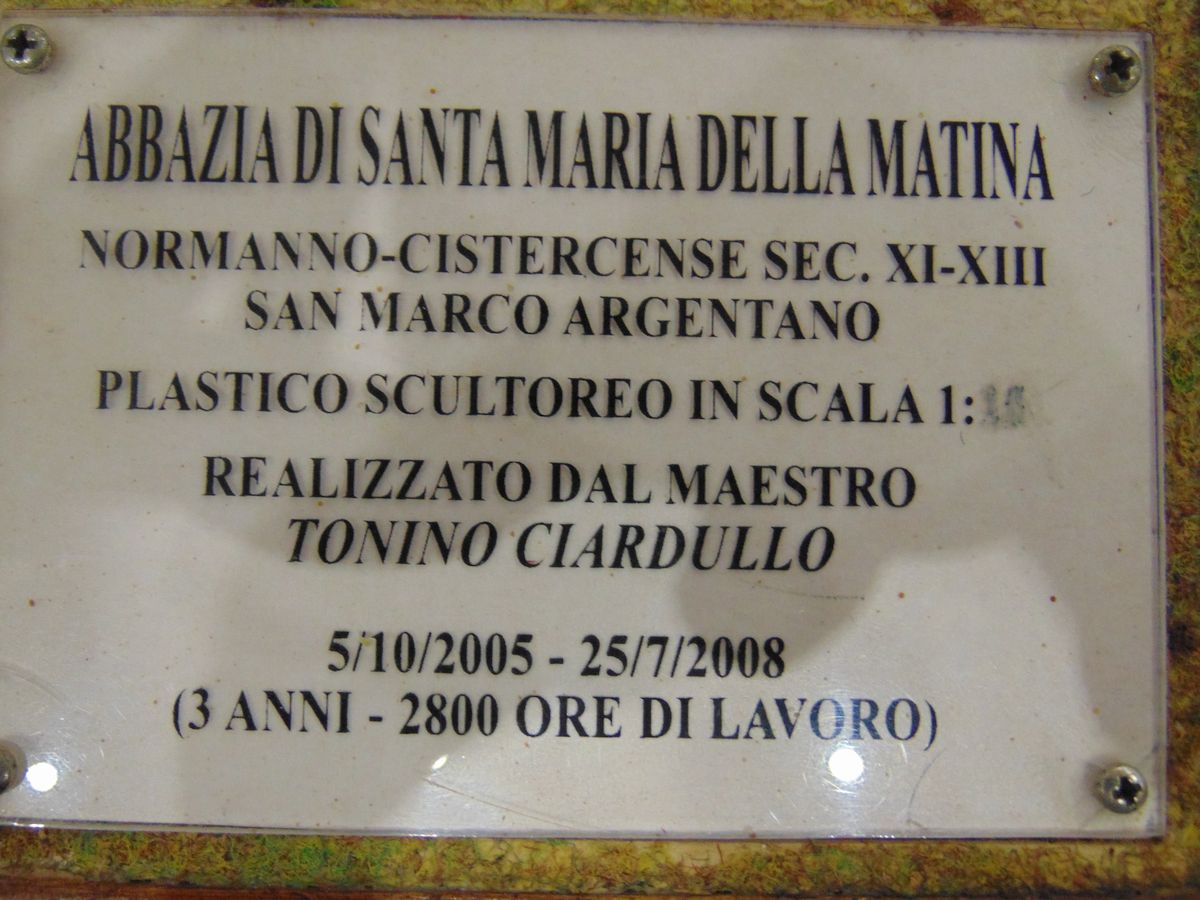 ABBAZIA DI SANTA MARIA DELLA MATINA
NORMANNO-CISTERCENSE SEC. XI-XIII
SAN MARCO ARGENTANO
PLASTICO SCULTOREO IN SCALA 1:
REALIZZATO DAL MAESTRO
TONINO CIARDULLO
5/10/2005 - 25/7/2008
(3 ANNI - 2800 ORE DI LAVORO)